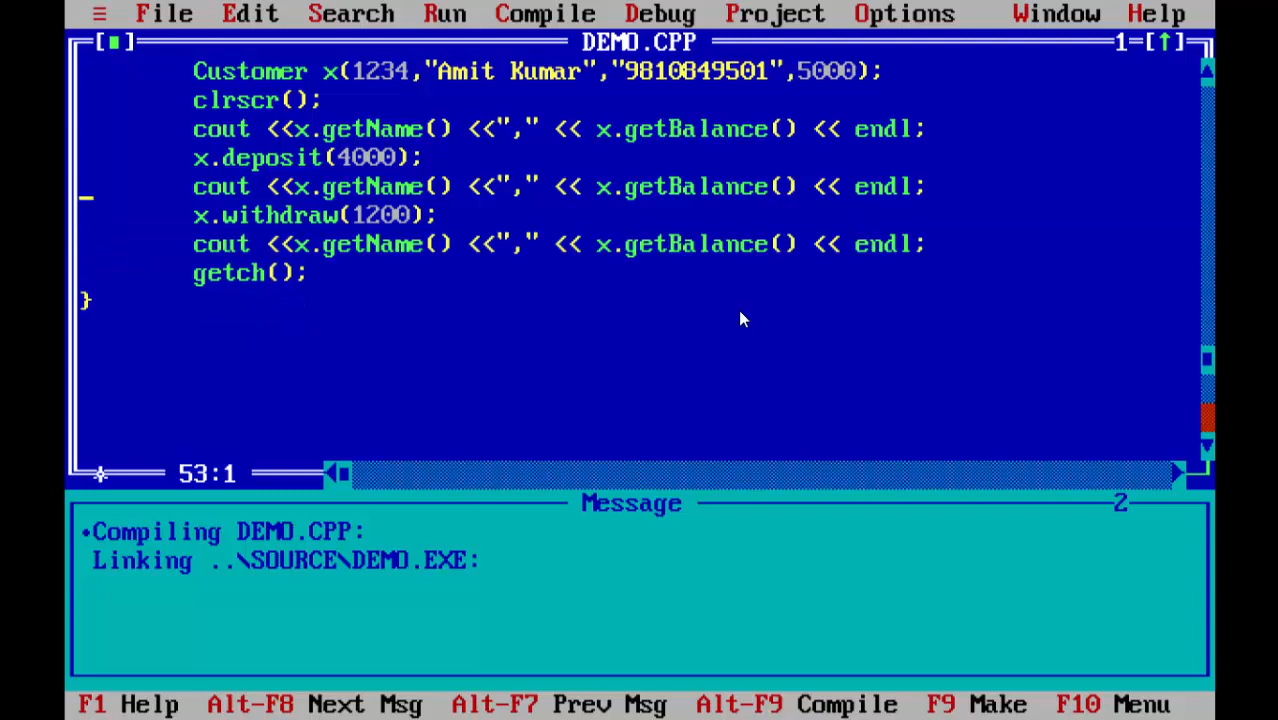 ≡ File Edit Search Run Compile Debug Project Options Window Help
[■] DEMO.CPP 1=[↑]
Customer x(1234,"Amit Kumar","9810849501",5000);
clrscr();
cout <<x.getName() <<"," << x.getBalance() << endl;
x.deposit(4000);
cout <<x.getName() <<"," << x.getBalance() << endl;
x.withdraw(1200);
cout <<x.getName() <<"," << x.getBalance() << endl;
getch();
}
53:1
Message 2
•Compiling DEMO.CPP:
Linking ..\SOURCE\DEMO.EXE:
F1 Help Alt-F8 Next Msg Alt-F7 Prev Msg Alt-F9 Compile F9 Make F10 Menu